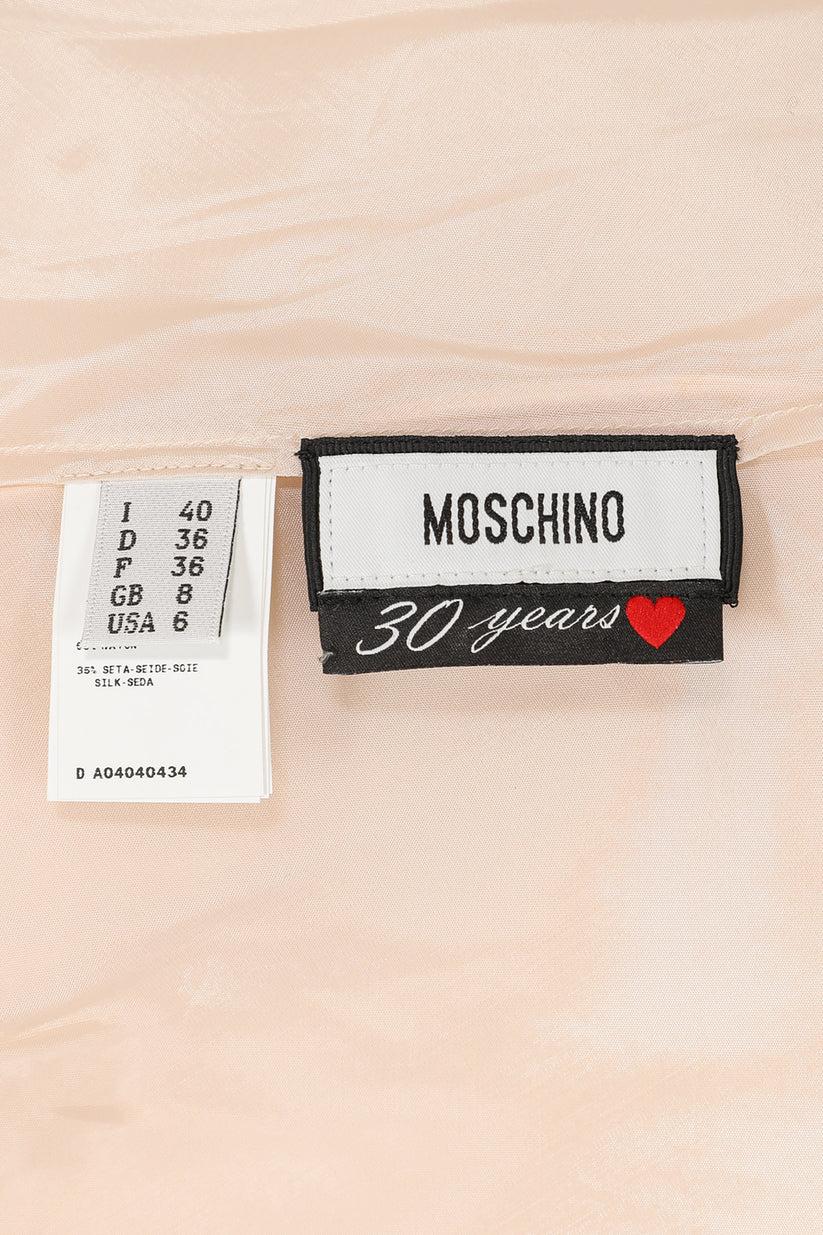 I 40
D 36
F 36
GB 8
USA 6
35% SETA-SEIDE-SOIE
SILK-SEDA
D A04040434
MOSCHINO
30 years